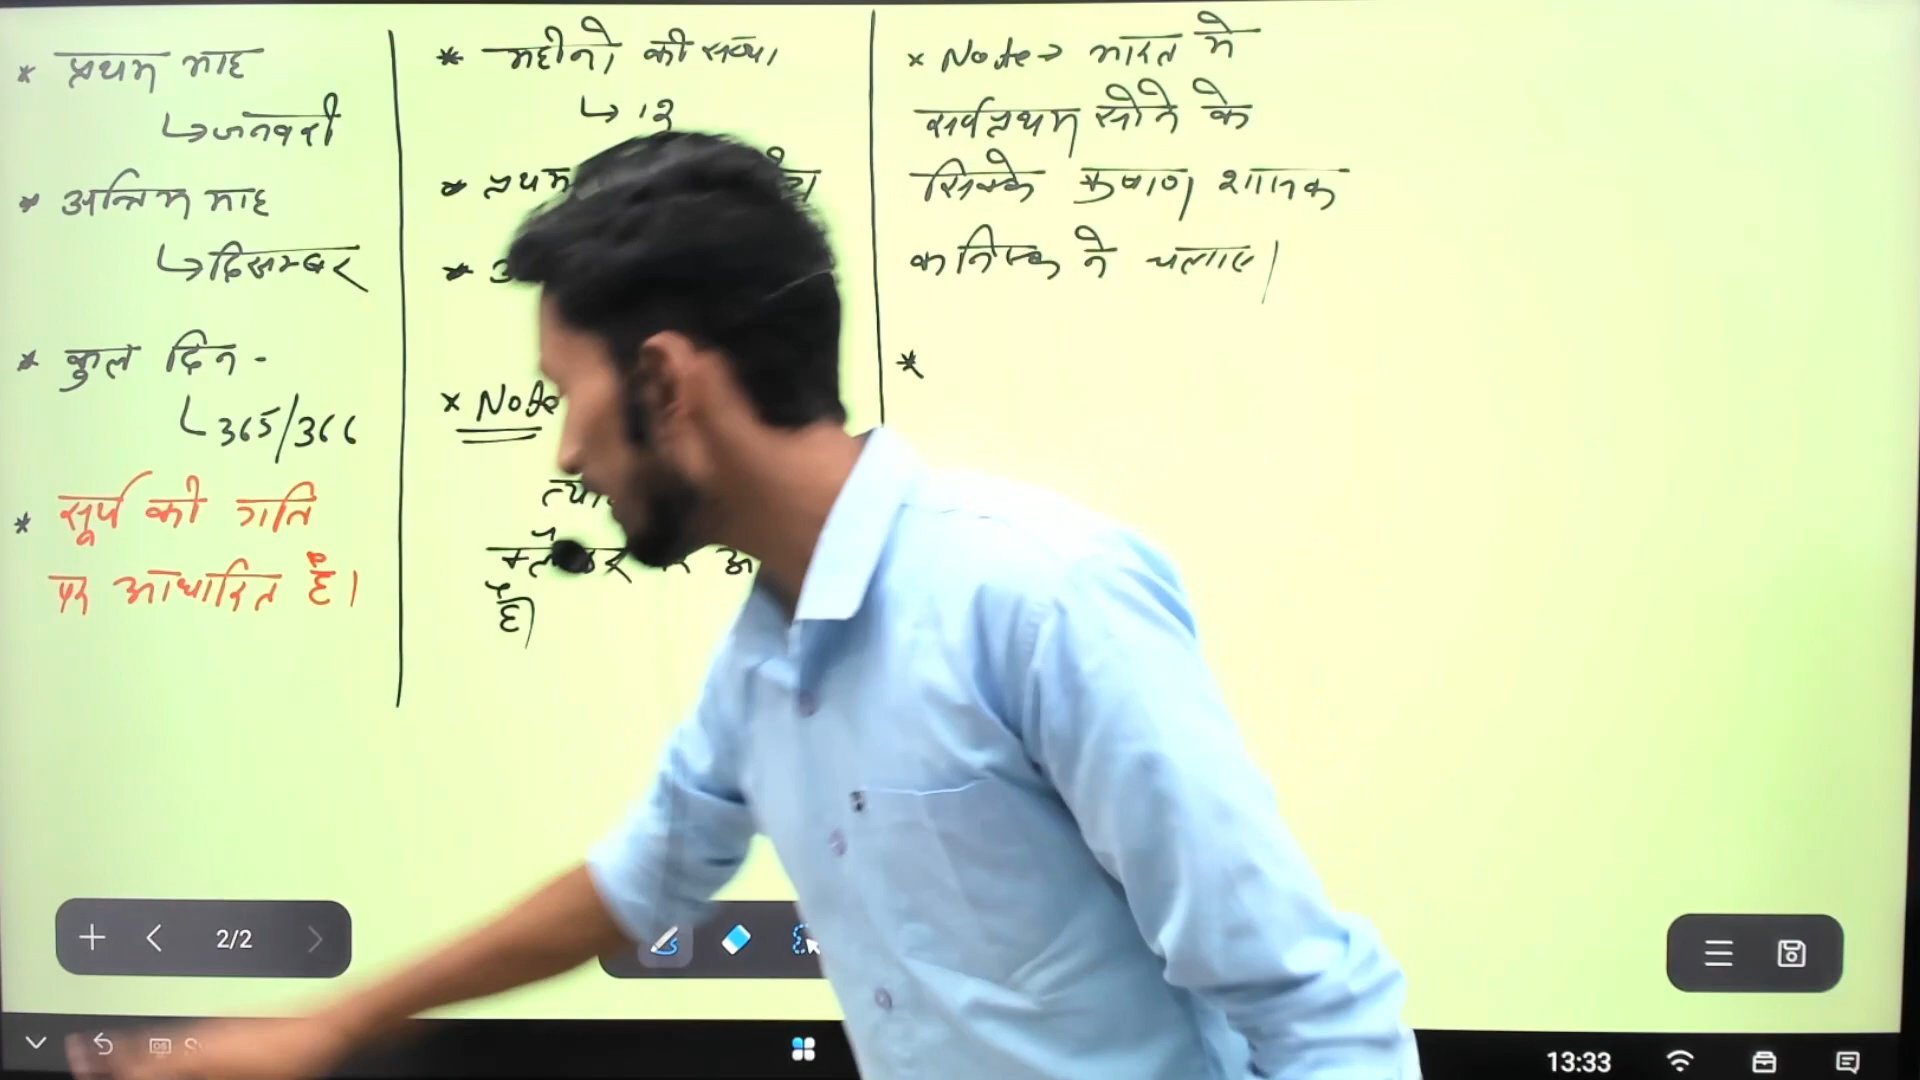 * प्रथम माह
↳ जनवरी
* अन्तिम माह
↳ दिसम्बर
* कुल दिन -
↳ 365/366
* सूर्य की गति
पर आधारित है।
* महीनो की संख्या
↳ 12
* प्रथम
*
× Note
है।
× Note → भारत मे
सर्वप्रथम सोने के
सिक्के कुषाण शासक
कनिष्क ने चलाए।
*
2/2
13:33